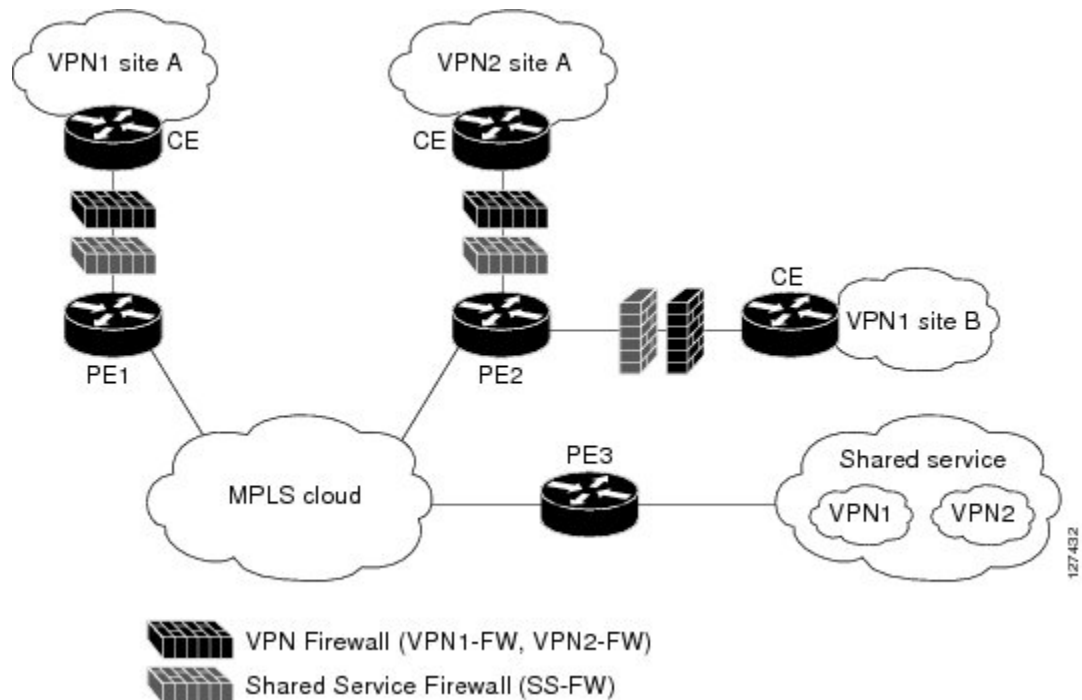 VPN1 site A
VPN2 site A
CE
CE
CE
VPN1 site B
PE1
PE2
PE3
Shared service
MPLS cloud
VPN1
VPN2
127432
VPN Firewall (VPN1-FW, VPN2-FW)
Shared Service Firewall (SS-FW)